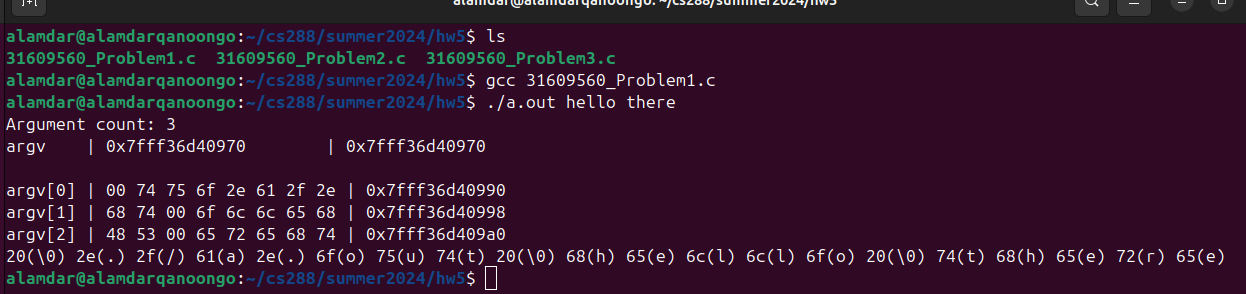 alamdar@alamdarqanoongo: ~/cs288/summer2024/hw5
alamdar@alamdarqanoongo:~/cs288/summer2024/hw5$ ls
31609560_Problem1.c  31609560_Problem2.c  31609560_Problem3.c
alamdar@alamdarqanoongo:~/cs288/summer2024/hw5$ gcc 31609560_Problem1.c
alamdar@alamdarqanoongo:~/cs288/summer2024/hw5$ ./a.out hello there
Argument count: 3
argv    | 0x7fff36d40970        | 0x7fff36d40970
argv[0] | 00 74 75 6f 2e 61 2f 2e | 0x7fff36d40990
argv[1] | 68 74 00 6f 6c 6c 65 68 | 0x7fff36d40998
argv[2] | 48 53 00 65 72 65 68 74 | 0x7fff36d409a0
20(\0) 2e(.) 2f(/) 61(a) 2e(.) 6f(o) 75(u) 74(t) 20(\0) 68(h) 65(e) 6c(l) 6c(l) 6f(o) 20(\0) 74(t) 68(h) 65(e) 72(r) 65(e)
alamdar@alamdarqanoongo:~/cs288/summer2024/hw5$